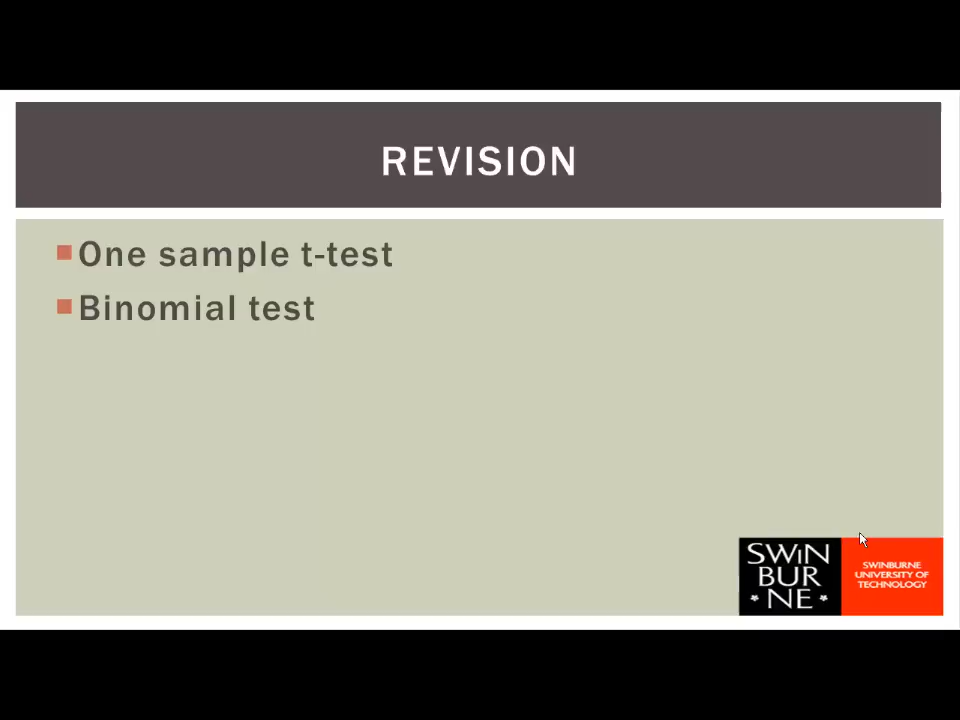 REVISION
One sample t-test
Binomial test
SWiN
BUR
NE
SWINBURNE
UNIVERSITY OF
TECHNOLOGY